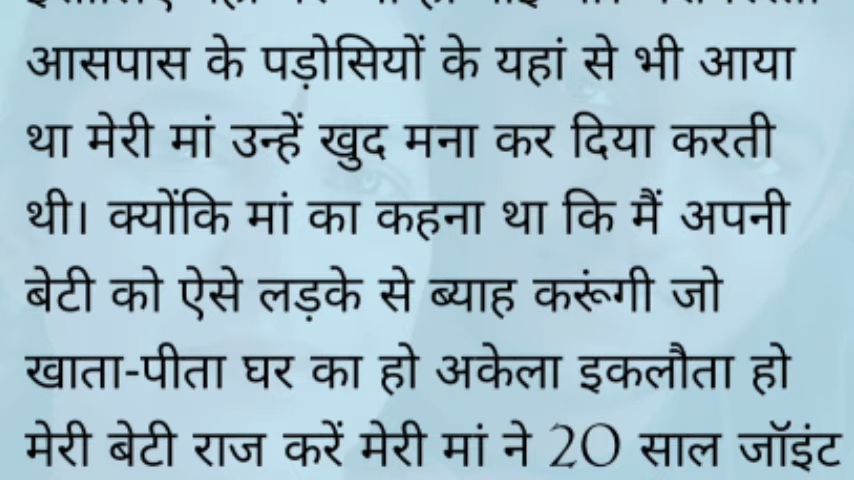 आसपास के पड़ोसियों के यहां से भी आया
था मेरी मां उन्हें खुद मना कर दिया करती
थी। क्योंकि मां का कहना था कि मैं अपनी
बेटी को ऐसे लड़के से ब्याह करूंगी जो
खाता-पीता घर का हो अकेला इकलौता हो
मेरी बेटी राज करें मेरी मां ने 20 साल जॉइंट